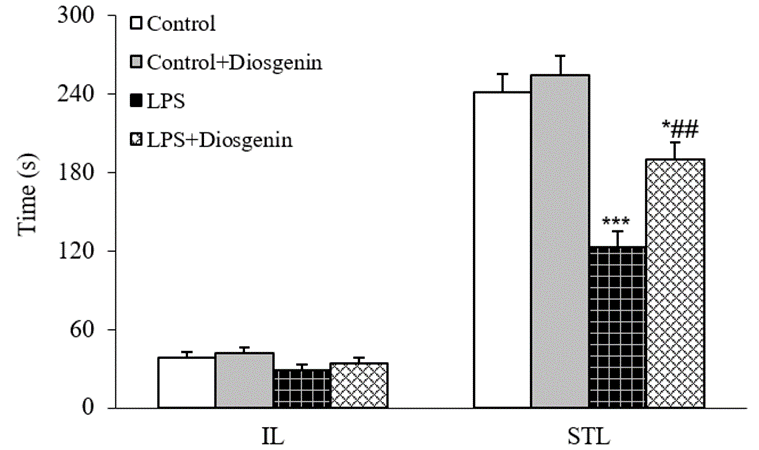 300
240
180
120
60
0
Time (s)
Control
Control+Diosgenin
LPS
LPS+Diosgenin
***
*##
IL
STL